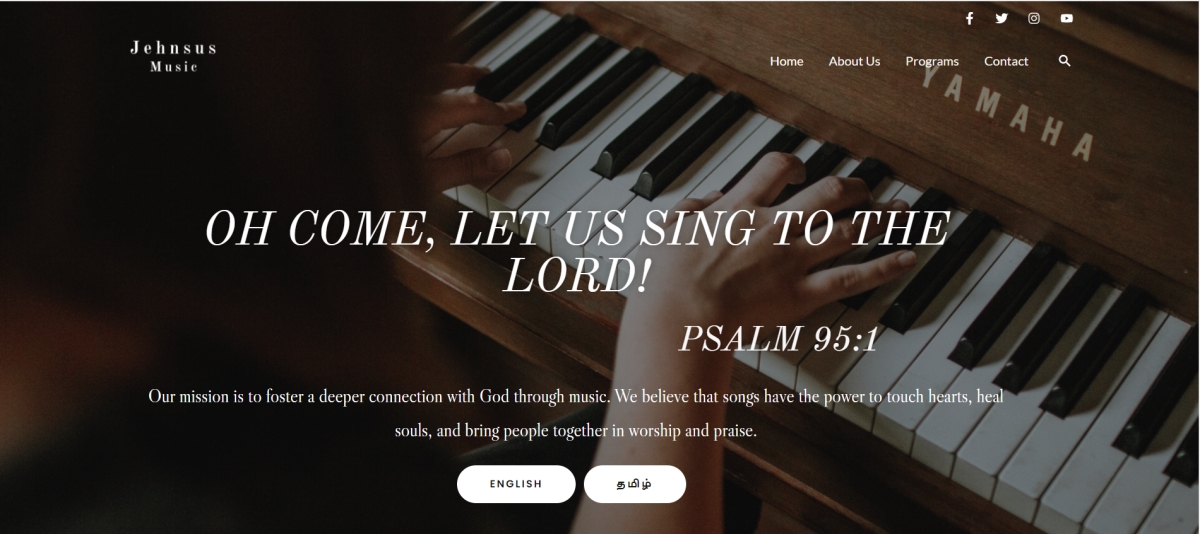 Jehnsus
Music
Home About Us Programs Contact
YAMAHA
OH COME, LET US SING TO THE
LORD!
PSALM 95:1
Our mission is to foster a deeper connection with God through music. We believe that songs have the power to touch hearts, heal
souls, and bring people together in worship and praise.
ENGLISH தமிழ்